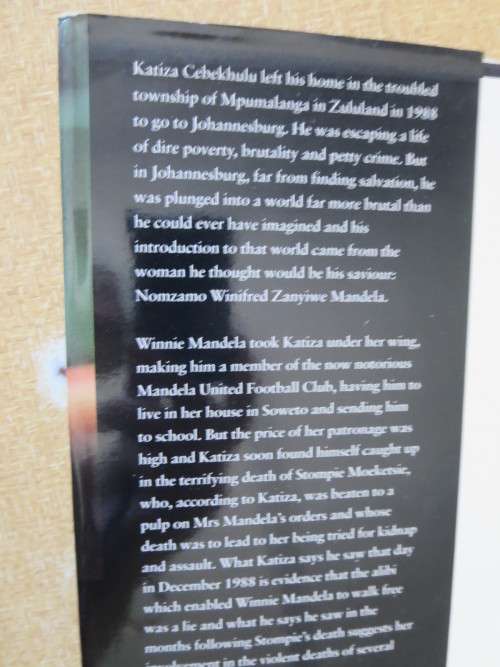 Katiza Cebekhulu left his home in the troubled
township of Mpumalanga in Zululand in 1988
to go to Johannesburg. He was escaping a life
of dire poverty, brutality and petty crime. But
in Johannesburg, far from finding salvation, he
was plunged into a world far more brutal than
he could ever have imagined and his
introduction to that world came from the
woman he thought would be his saviour:
Nomzamo Winifred Zanyiwe Mandela.
Winnie Mandela took Katiza under her wing,
making him a member of the now notorious
Mandela United Football Club, having him to
live in her house in Soweto and sending him
to school. But the price of her patronage was
high and Katiza soon found himself caught up
in the terrifying death of Stompie Moeketsie,
who, according to Katiza, was beaten to a
pulp on Mrs Mandela's orders and whose
death was to lead to her being tried for kidnap
and assault. What Katiza says he saw that day
in December 1988 is evidence that the alibi
which enabled Winnie Mandela to walk free
was a lie and what he says he saw in the
months following Stompie's death suggests her
involvement in the violent deaths of several